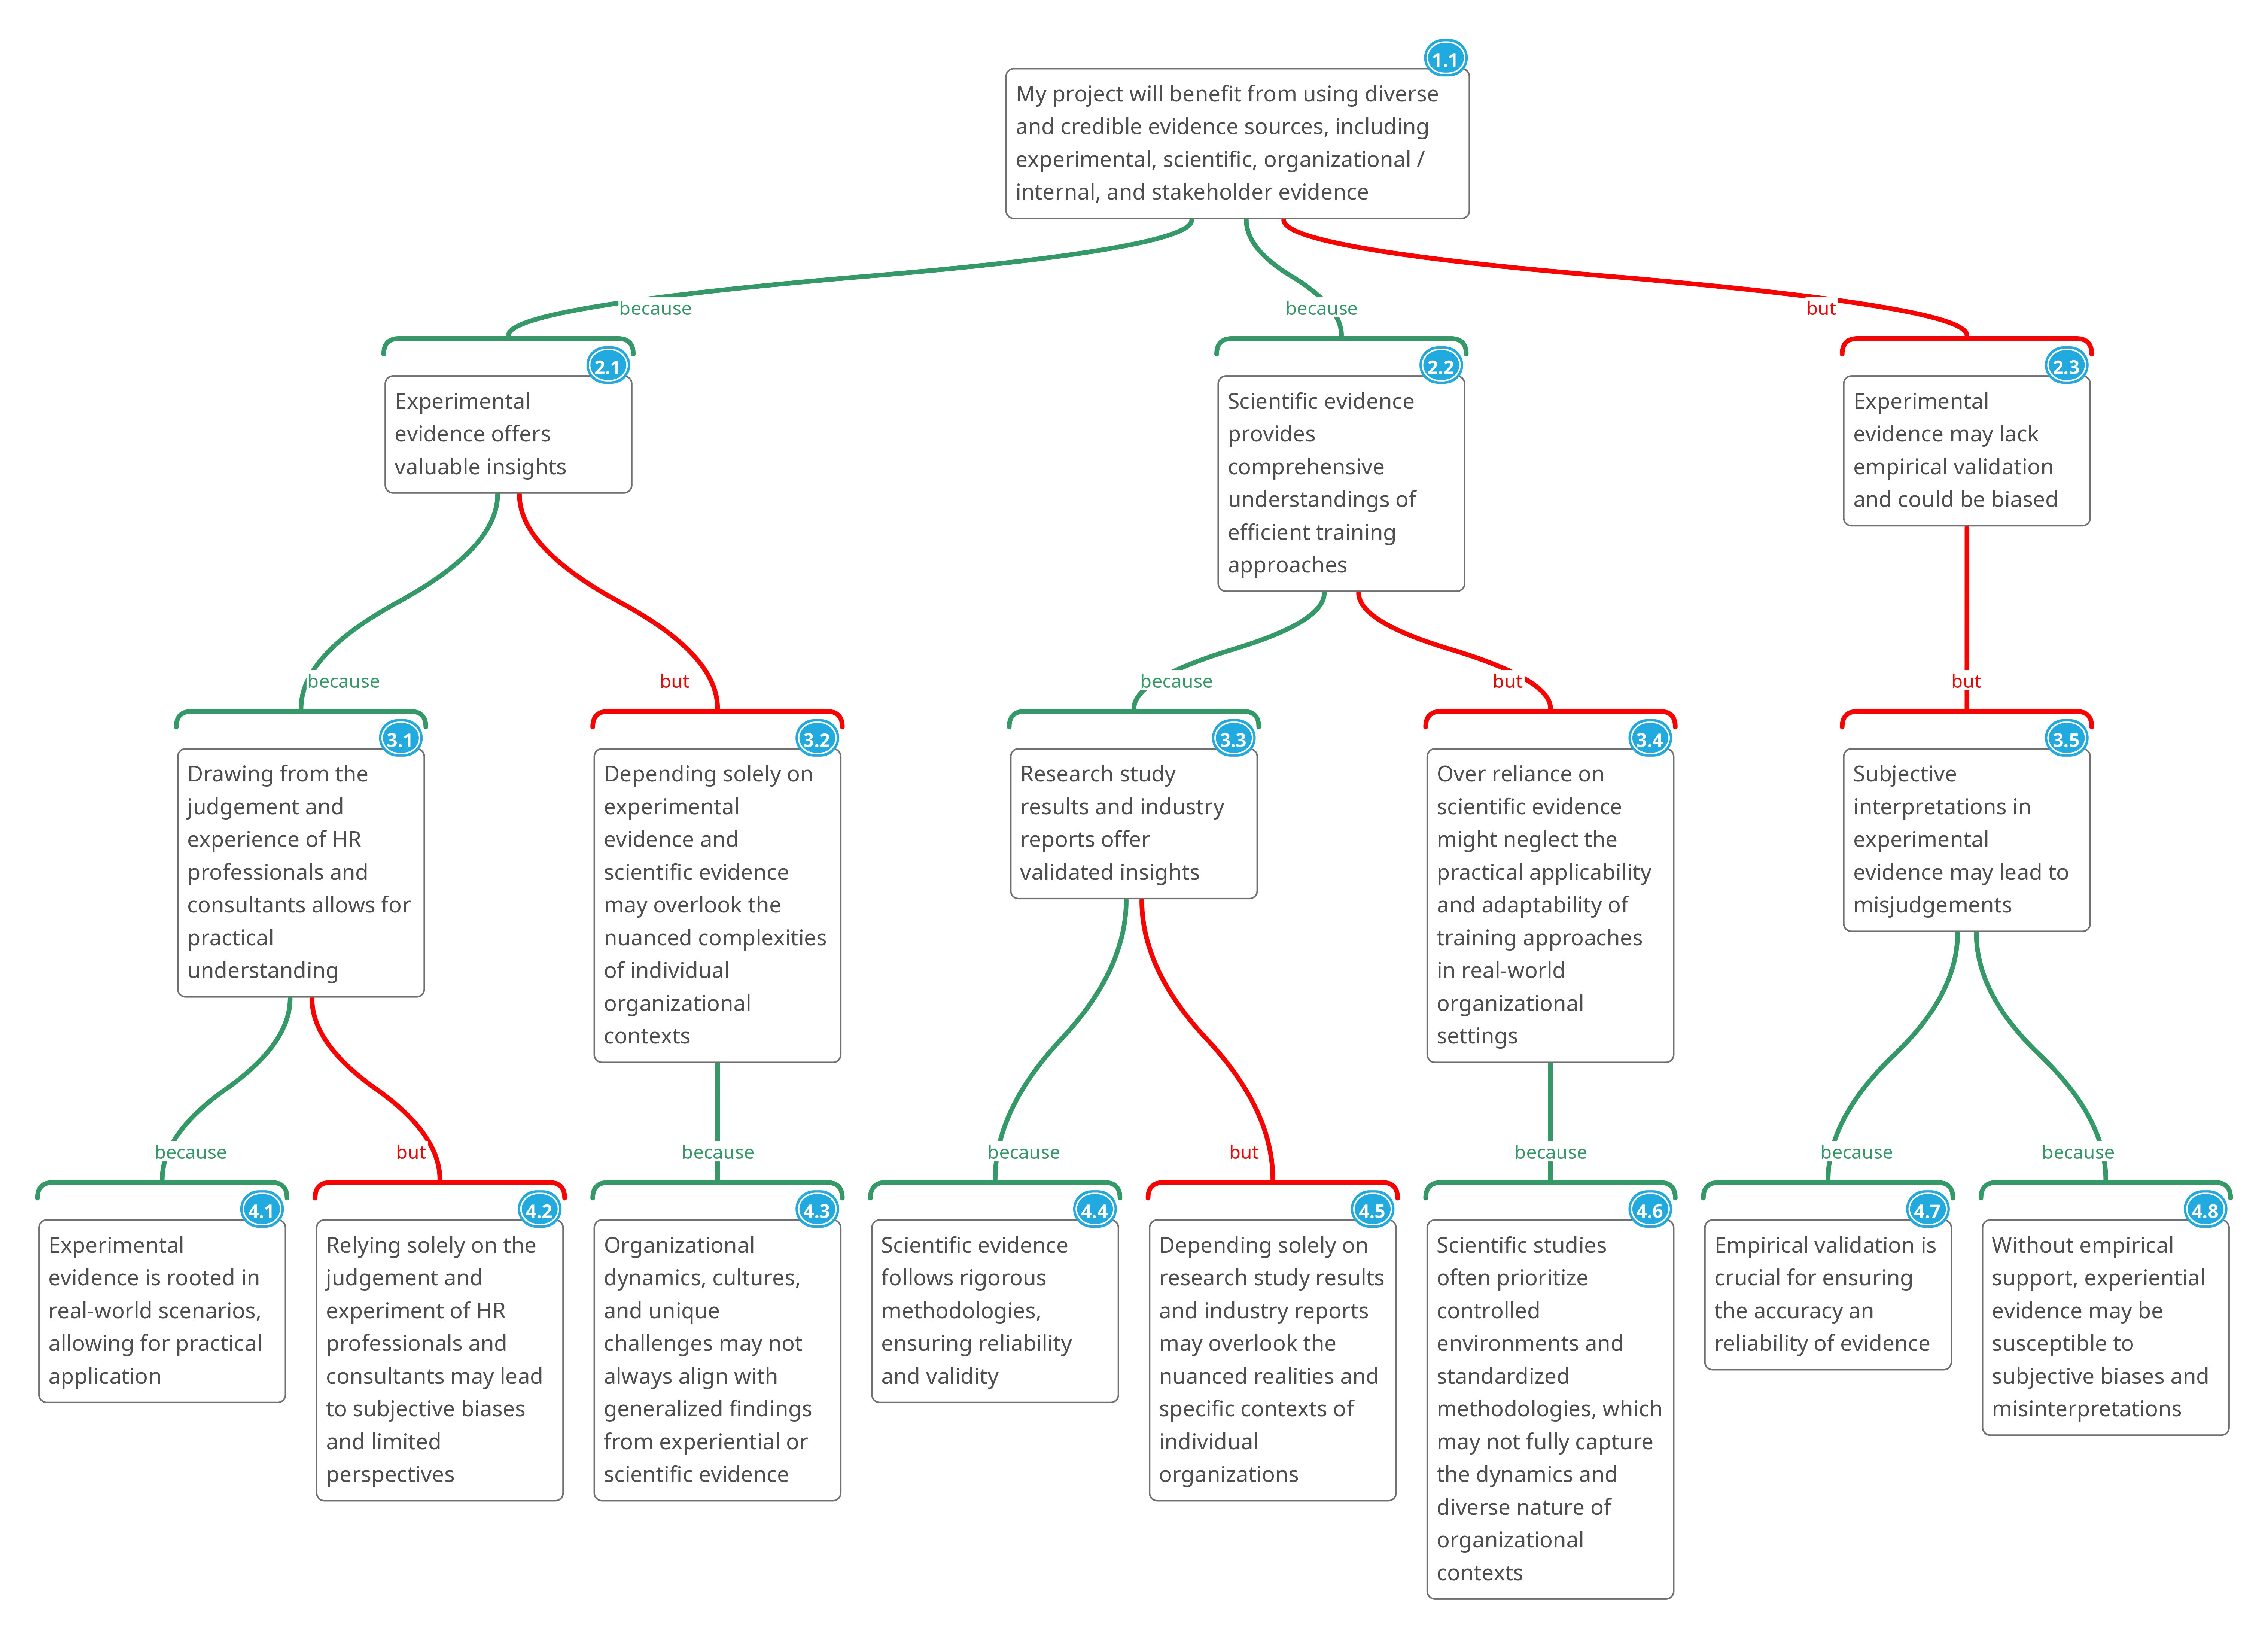 1.1
My project will benefit from using diverse
and credible evidence sources, including
experimental, scientific, organizational /
internal, and stakeholder evidence
because
because
but
2.1
Experimental
evidence offers
valuable insights
2.2
Scientific evidence
provides
comprehensive
understandings of
efficient training
approaches
2.3
Experimental
evidence may lack
empirical validation
and could be biased
because
but
because
but
but
3.1
Drawing from the
judgement and
experience of HR
professionals and
consultants allows for
practical
understanding
3.2
Depending solely on
experimental
evidence and
scientific evidence
may overlook the
nuanced complexities
of individual
organizational
contexts
3.3
Research study
results and industry
reports offer
validated insights
3.4
Over reliance on
scientific evidence
might neglect the
practical applicability
and adaptability of
training approaches
in real-world
organizational
settings
3.5
Subjective
interpretations in
experimental
evidence may lead to
misjudgements
because
but
because
because
but
because
because
because
4.1
Experimental
evidence is rooted in
real-world scenarios,
allowing for practical
application
4.2
Relying solely on the
judgement and
experiment of HR
professionals and
consultants may lead
to subjective biases
and limited
perspectives
4.3
Organizational
dynamics, cultures,
and unique
challenges may not
always align with
generalized findings
from experiential or
scientific evidence
4.4
Scientific evidence
follows rigorous
methodologies,
ensuring reliability
and validity
4.5
Depending solely on
research study results
and industry reports
may overlook the
nuanced realities and
specific contexts of
individual
organizations
4.6
Scientific studies
often prioritize
controlled
environments and
standardized
methodologies, which
may not fully capture
the dynamics and
diverse nature of
organizational
contexts
4.7
Empirical validation is
crucial for ensuring
the accuracy an
reliability of evidence
4.8
Without empirical
support, experiential
evidence may be
susceptible to
subjective biases and
misinterpretations